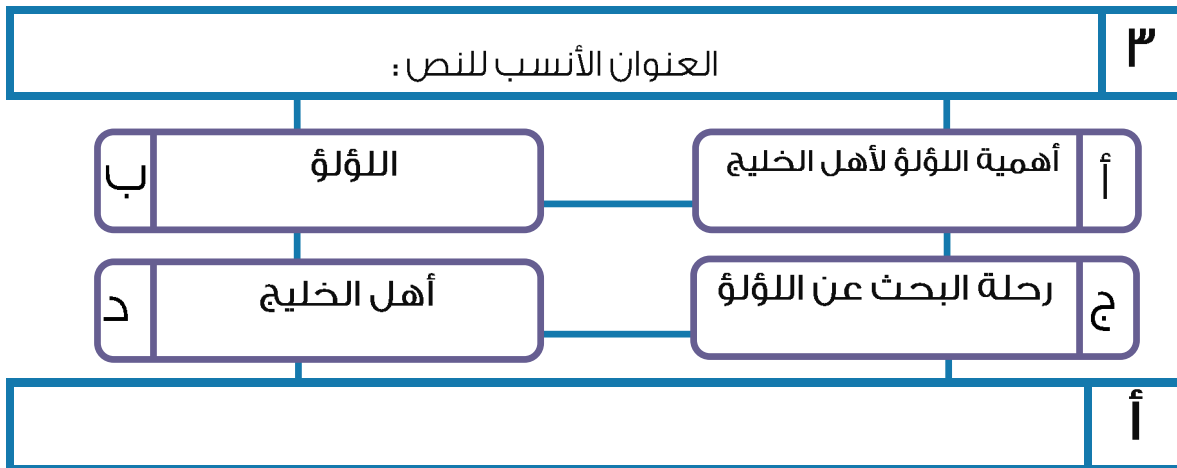 ٣
العنوان الأنسب للنص :
أ
أهمية اللؤلؤ لأهل الخليج
ب
اللؤلؤ
ج
رحلة البحث عن اللؤلؤ
د
أهل الخليج
أ